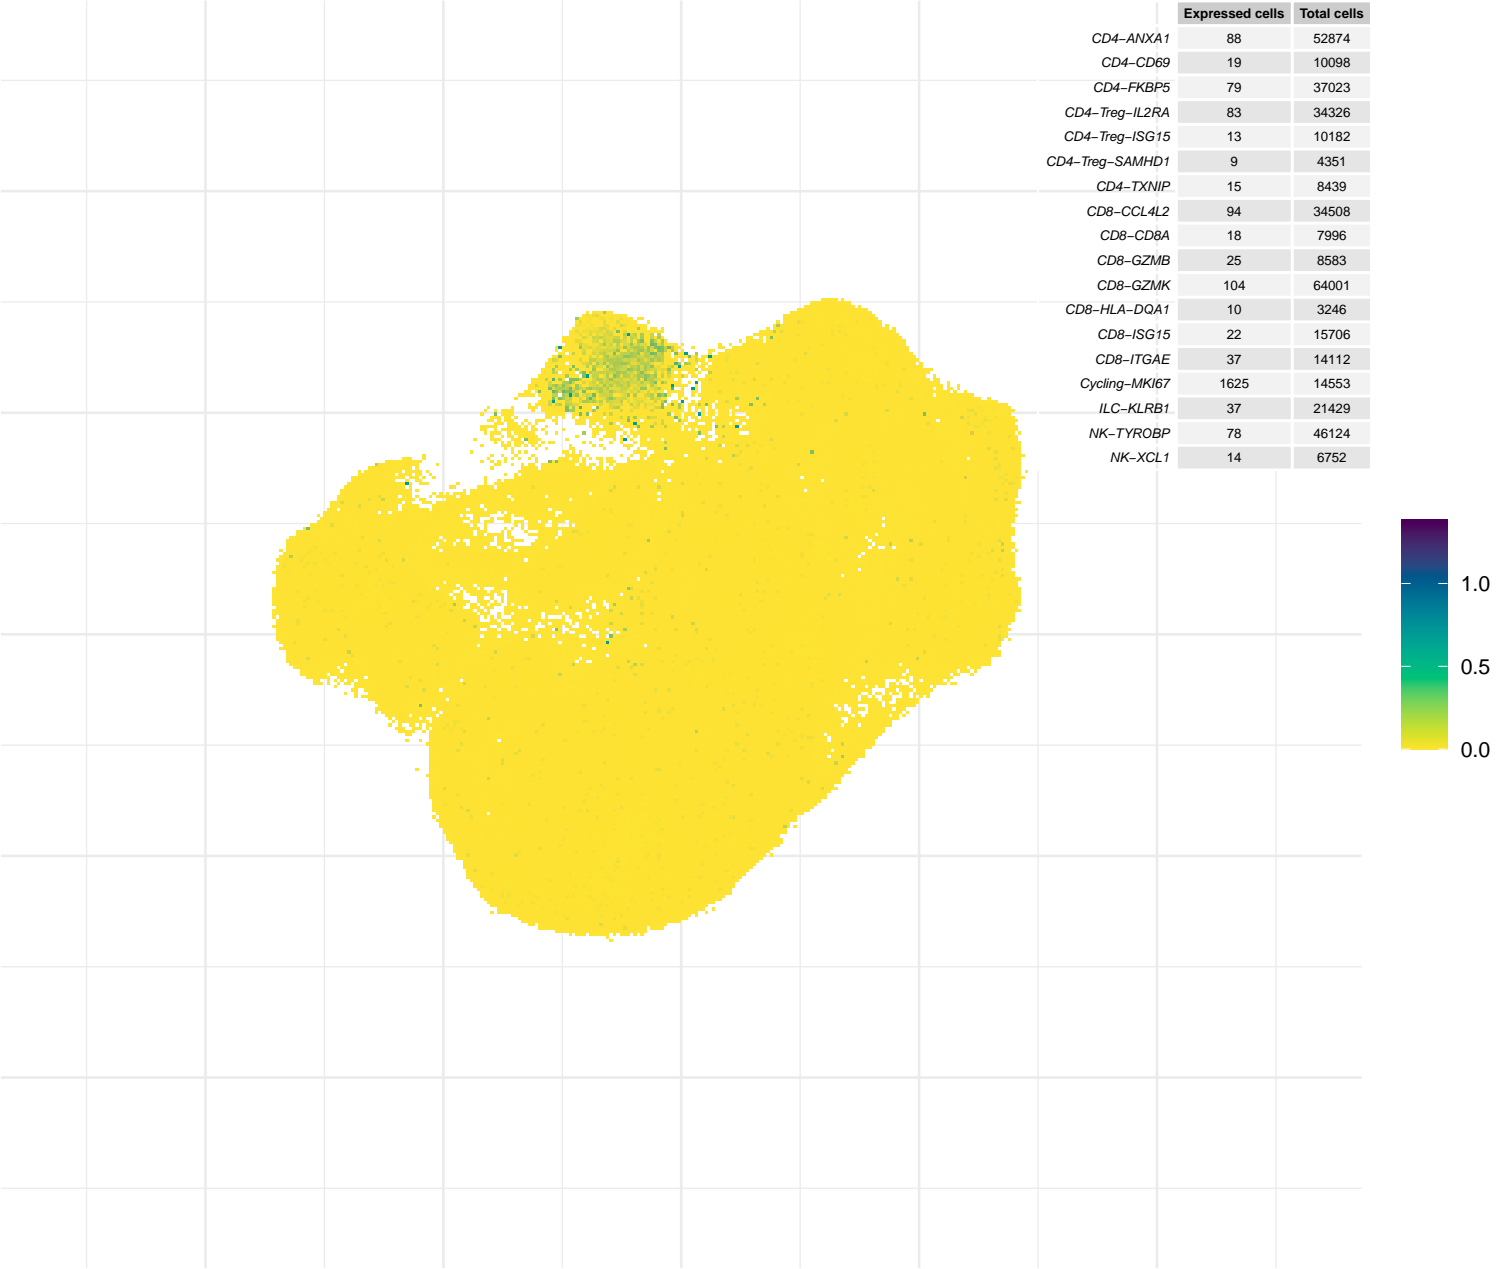 Expressed cells Total cells
CD4−ANXA1 88 52874
CD4−CD69 19 10098
CD4−FKBP5 79 37023
CD4−Treg−IL2RA 83 34326
CD4−Treg−ISG15 13 10182
CD4−Treg−SAMHD1 9 4351
CD4−TXNIP 15 8439
CD8−CCL4L2 94 34508
CD8−CD8A 18 7996
CD8−GZMB 25 8583
CD8−GZMK 104 64001
CD8−HLA−DQA1 10 3246
CD8−ISG15 22 15706
CD8−ITGAE 37 14112
Cycling−MKI67 1625 14553
ILC−KLRB1 37 21429
NK−TYROBP 78 46124
NK−XCL1 14 6752
1.0
0.5
0.0